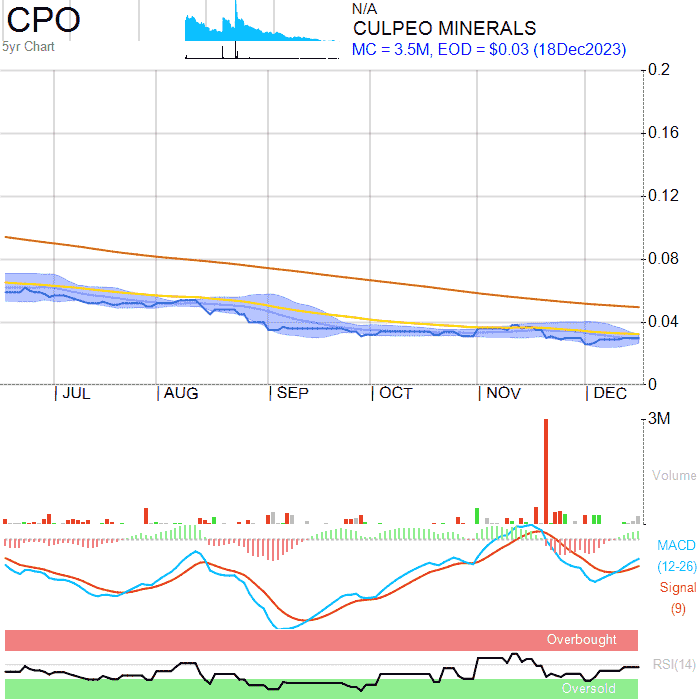 CPO
5yr Chart
N/A
CULPEO MINERALS
MC = 3.5M, EOD = $0.03 (18Dec2023)
0.2
0.16
0.12
0.08
0.04
0
JUL AUG SEP OCT NOV DEC
3M
Volume
MACD
(12-26)
Signal
(9)
Overbought
RSI(14)
Oversold